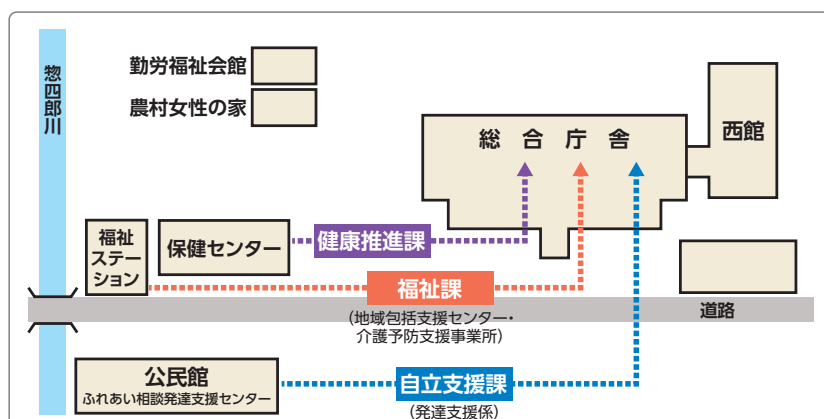 惣四郎川
勤労福祉会館
農村女性の家
総合庁舎
西館
福祉
ステー
ション
保健センター
健康推進課
福祉課
(地域包括支援センター・
介護予防支援事業所)
道路
公民館
ふれあい相談発達支援センター
自立支援課
(発達支援係)